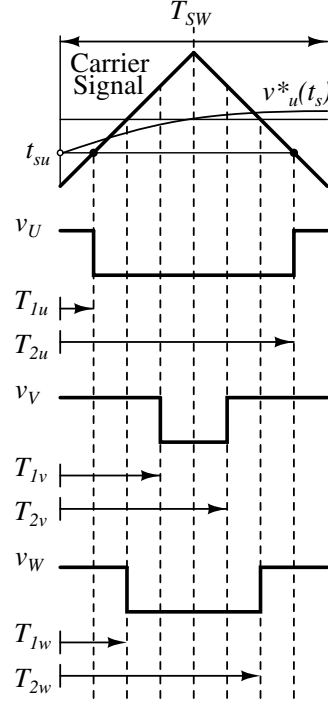 T_SW
Carrier
Signal
v*_u(t_s)
t_su
v_U
T_1u
T_2u
v_V
T_1v
T_2v
v_W
T_1w
T_2w